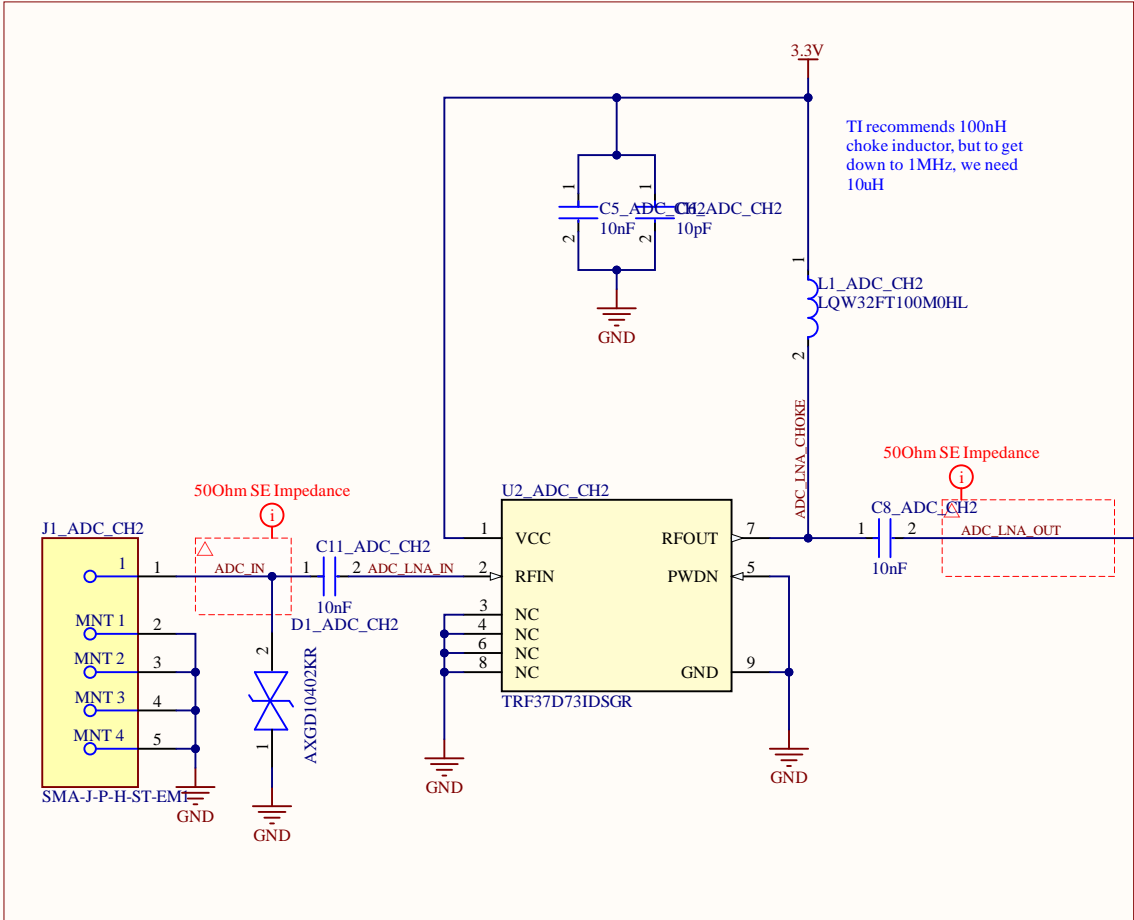 3.3V
TI recommends 100nH
choke inductor, but to get
down to 1MHz, we need
10uH
1
1
C5_ADC_CH2
C6_ADC_CH2
10nF
10pF
2
2
GND
1
L1_ADC_CH2
LQW32FT100M0HL
2
ADC_LNA_CHOKE
50Ohm SE Impedance
i
50Ohm SE Impedance
i
U2_ADC_CH2
C8_ADC_CH2
J1_ADC_CH2
1
VCC
RFOUT
7
1
2
ADC_LNA_OUT
10nF
C11_ADC_CH2
1
1
ADC_IN
1
2
ADC_LNA_IN
2
RFIN
PWDN
5
10nF
D1_ADC_CH2
MNT 1
2
3
NC
4
NC
MNT 2
3
6
NC
8
NC
GND
9
2
AXGD10402KR
1
MNT 3
4
MNT 4
5
TRF37D73IDSGR
SMA-J-P-H-ST-EM1
GND
GND
GND
GND